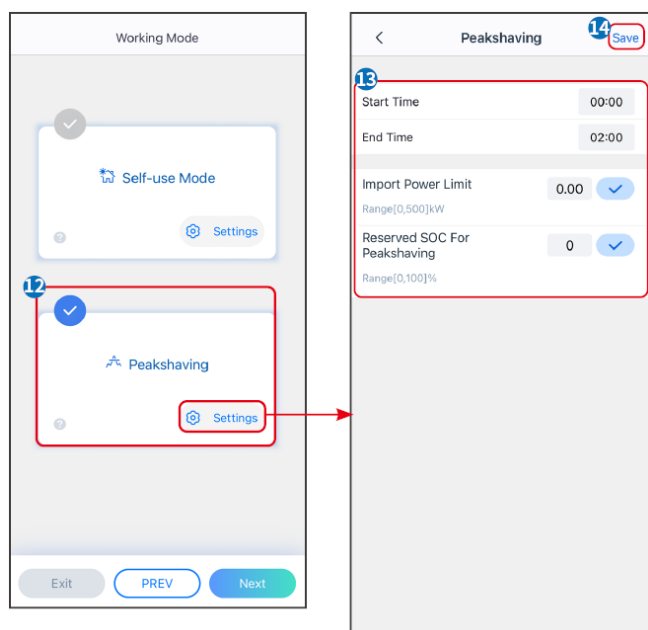 Working Mode
Self-use Mode
?
Settings
12
Peakshaving
?
Settings
Exit
PREV
Next
14
Peakshaving
Save
13
Start Time
00:00
End Time
02:00
Import Power Limit
0.00
Range[0,500]kW
Reserved SOC For
Peakshaving
0
Range[0,100]%